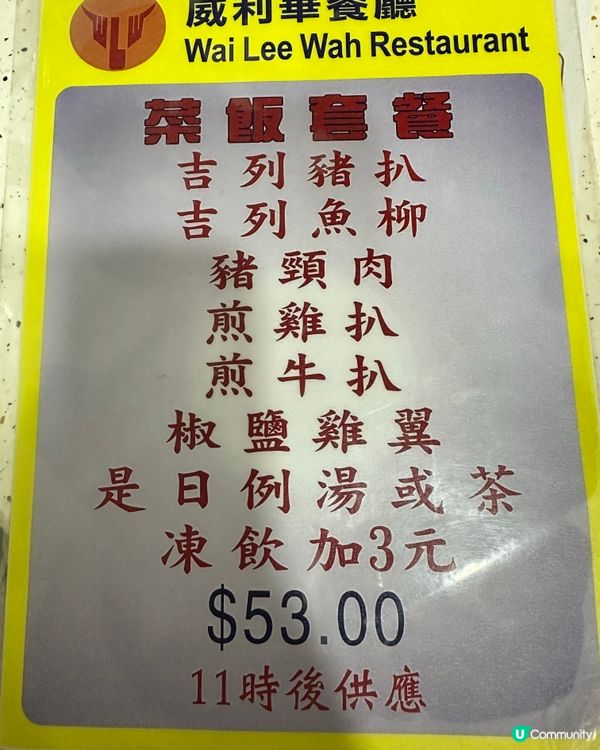 威利華餐廳
Wai Lee Wah Restaurant
菜飯套餐
吉列豬扒
吉列魚柳
豬頸肉
煎雞扒
煎牛扒
椒鹽雞翼
是日例湯或茶
凍飲加3元
$53.00
11時後供應
U Community